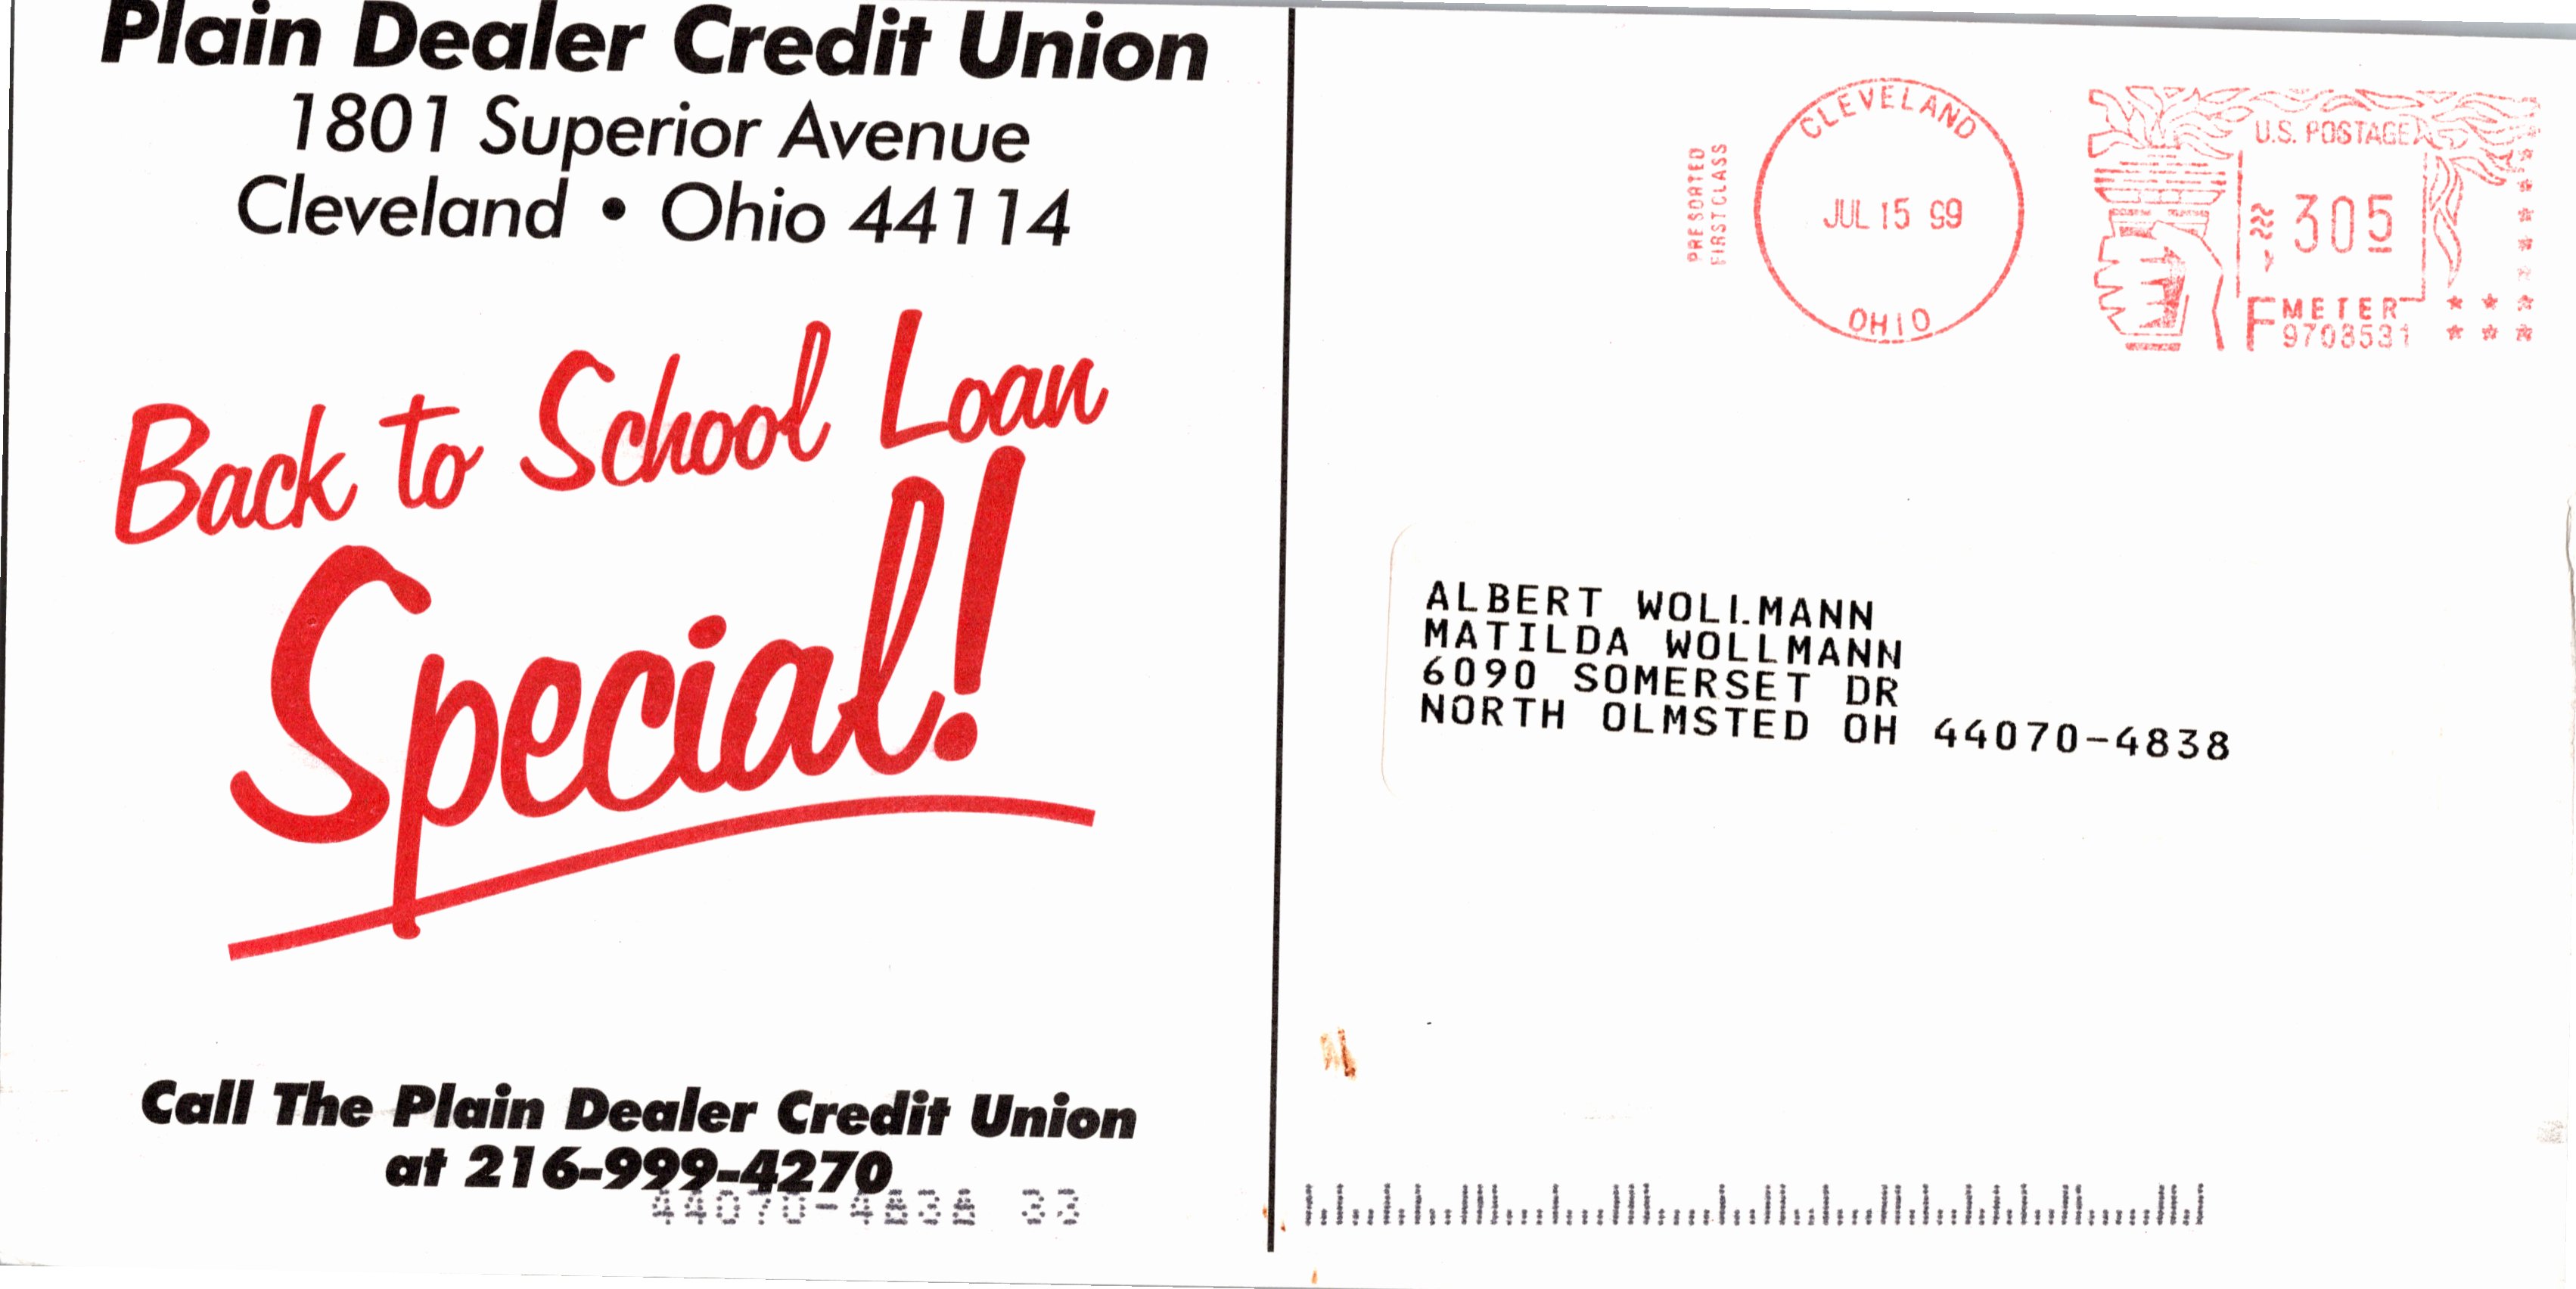 Plain Dealer Credit Union
1801 Superior Avenue
Cleveland • Ohio 44114
Back to School Loan
Special!
Call The Plain Dealer Credit Union
at 216-999-4270
44070-4838 33
PRESORTED
FIRST CLASS
CLEVELAND
JUL 15 99
OHIO
U.S. POSTAGE
305
F METER
9703531
ALBERT WOLLMANN
MATILDA WOLLMANN
6090 SOMERSET DR
NORTH OLMSTED OH 44070-4838